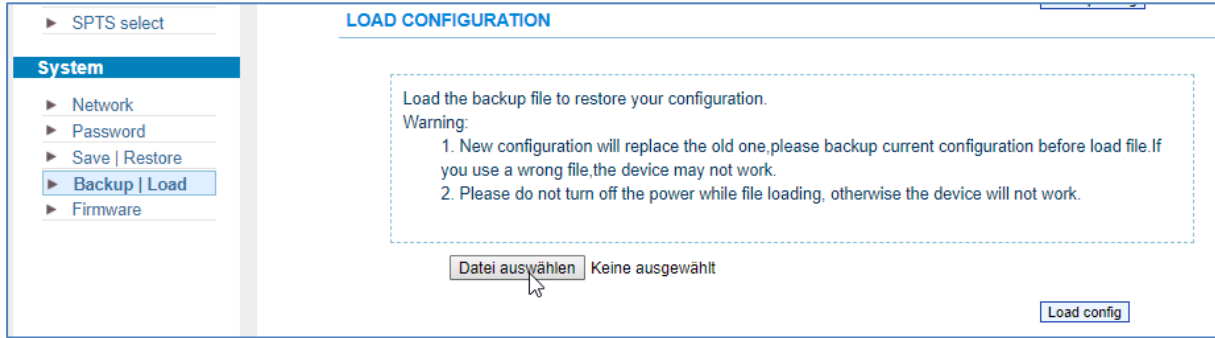 SPTS select
System
Network
Password
Save | Restore
Backup | Load
Firmware
LOAD CONFIGURATION
Load the backup file to restore your configuration.
Warning:
1. New configuration will replace the old one,please backup current configuration before load file.If
you use a wrong file,the device may not work.
2. Please do not turn off the power while file loading, otherwise the device will not work.
Datei auswählen Keine ausgewählt
Load config